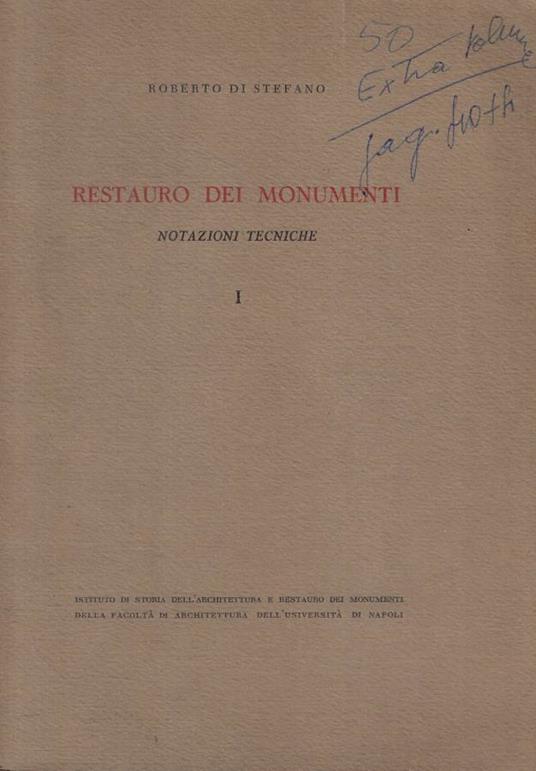 50
Extra
ROBERTO DI STEFANO
RESTAURO DEI MONUMENTI
NOTAZIONI TECNICHE
I
ISTITUTO DI STORIA DELL'ARCHITETTURA E RESTAURO DEI MONUMENTI
DELLA FACOLTÀ DI ARCHITETTURA DELL'UNIVERSITÀ DI NAPOLI